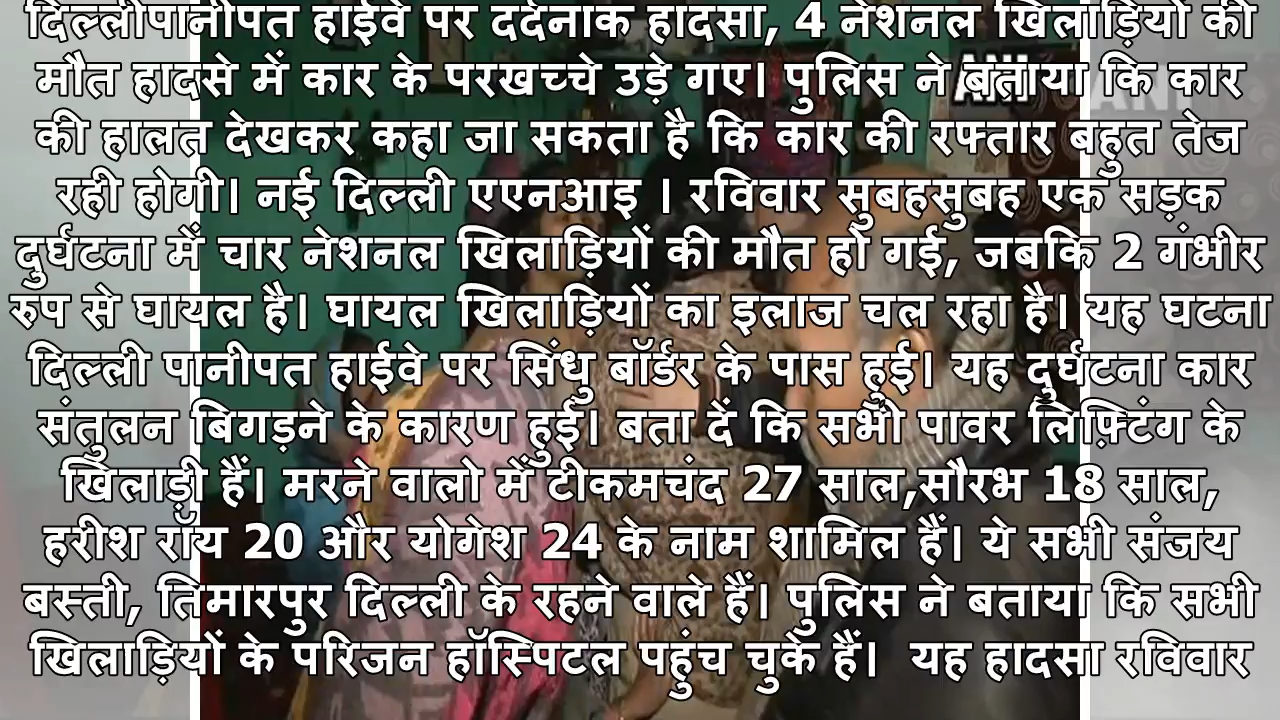 दिल्लीपानीपत हाईवे पर दर्दनाक हादसा, 4 नेशनल खिलाड़ियों की
मौत हादसे में कार के परखच्चे उड़े गए। पुलिस ने बताया कि कार
की हालत देखकर कहा जा सकता है कि कार की रफ्तार बहुत तेज
रही होगी। नई दिल्ली एएनआइ । रविवार सुबहसुबह एक सड़क
दुर्घटना में चार नेशनल खिलाड़ियों की मौत हो गई, जबकि 2 गंभीर
रुप से घायल है। घायल खिलाड़ियों का इलाज चल रहा है। यह घटना
दिल्ली पानीपत हाईवे पर सिंधु बॉर्डर के पास हुई। यह दुर्घटना कार
संतुलन बिगड़ने के कारण हुई। बता दें कि सभी पावर लिफ़्टिंग के
खिलाड़ी हैं। मरने वालो में टीकमचंद 27 साल,सौरभ 18 साल,
हरीश रॉय 20 और योगेश 24 के नाम शामिल हैं। ये सभी संजय
बस्ती, तिमारपुर दिल्ली के रहने वाले हैं। पुलिस ने बताया कि सभी
खिलाड़ियों के परिजन हॉस्पिटल पहुंच चुके हैं। यह हादसा रविवार
ANI
ANI